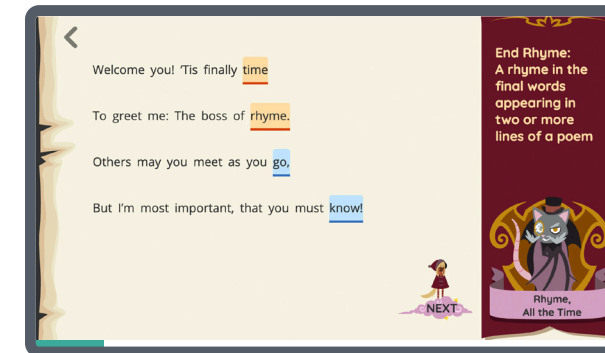 Welcome you! ’Tis finally time
To greet me: The boss of rhyme.
Others may you meet as you go,
But I’m most important, that you must know!
NEXT
End Rhyme:
A rhyme in the
final words
appearing in
two or more
lines of a poem
Rhyme,
All the Time